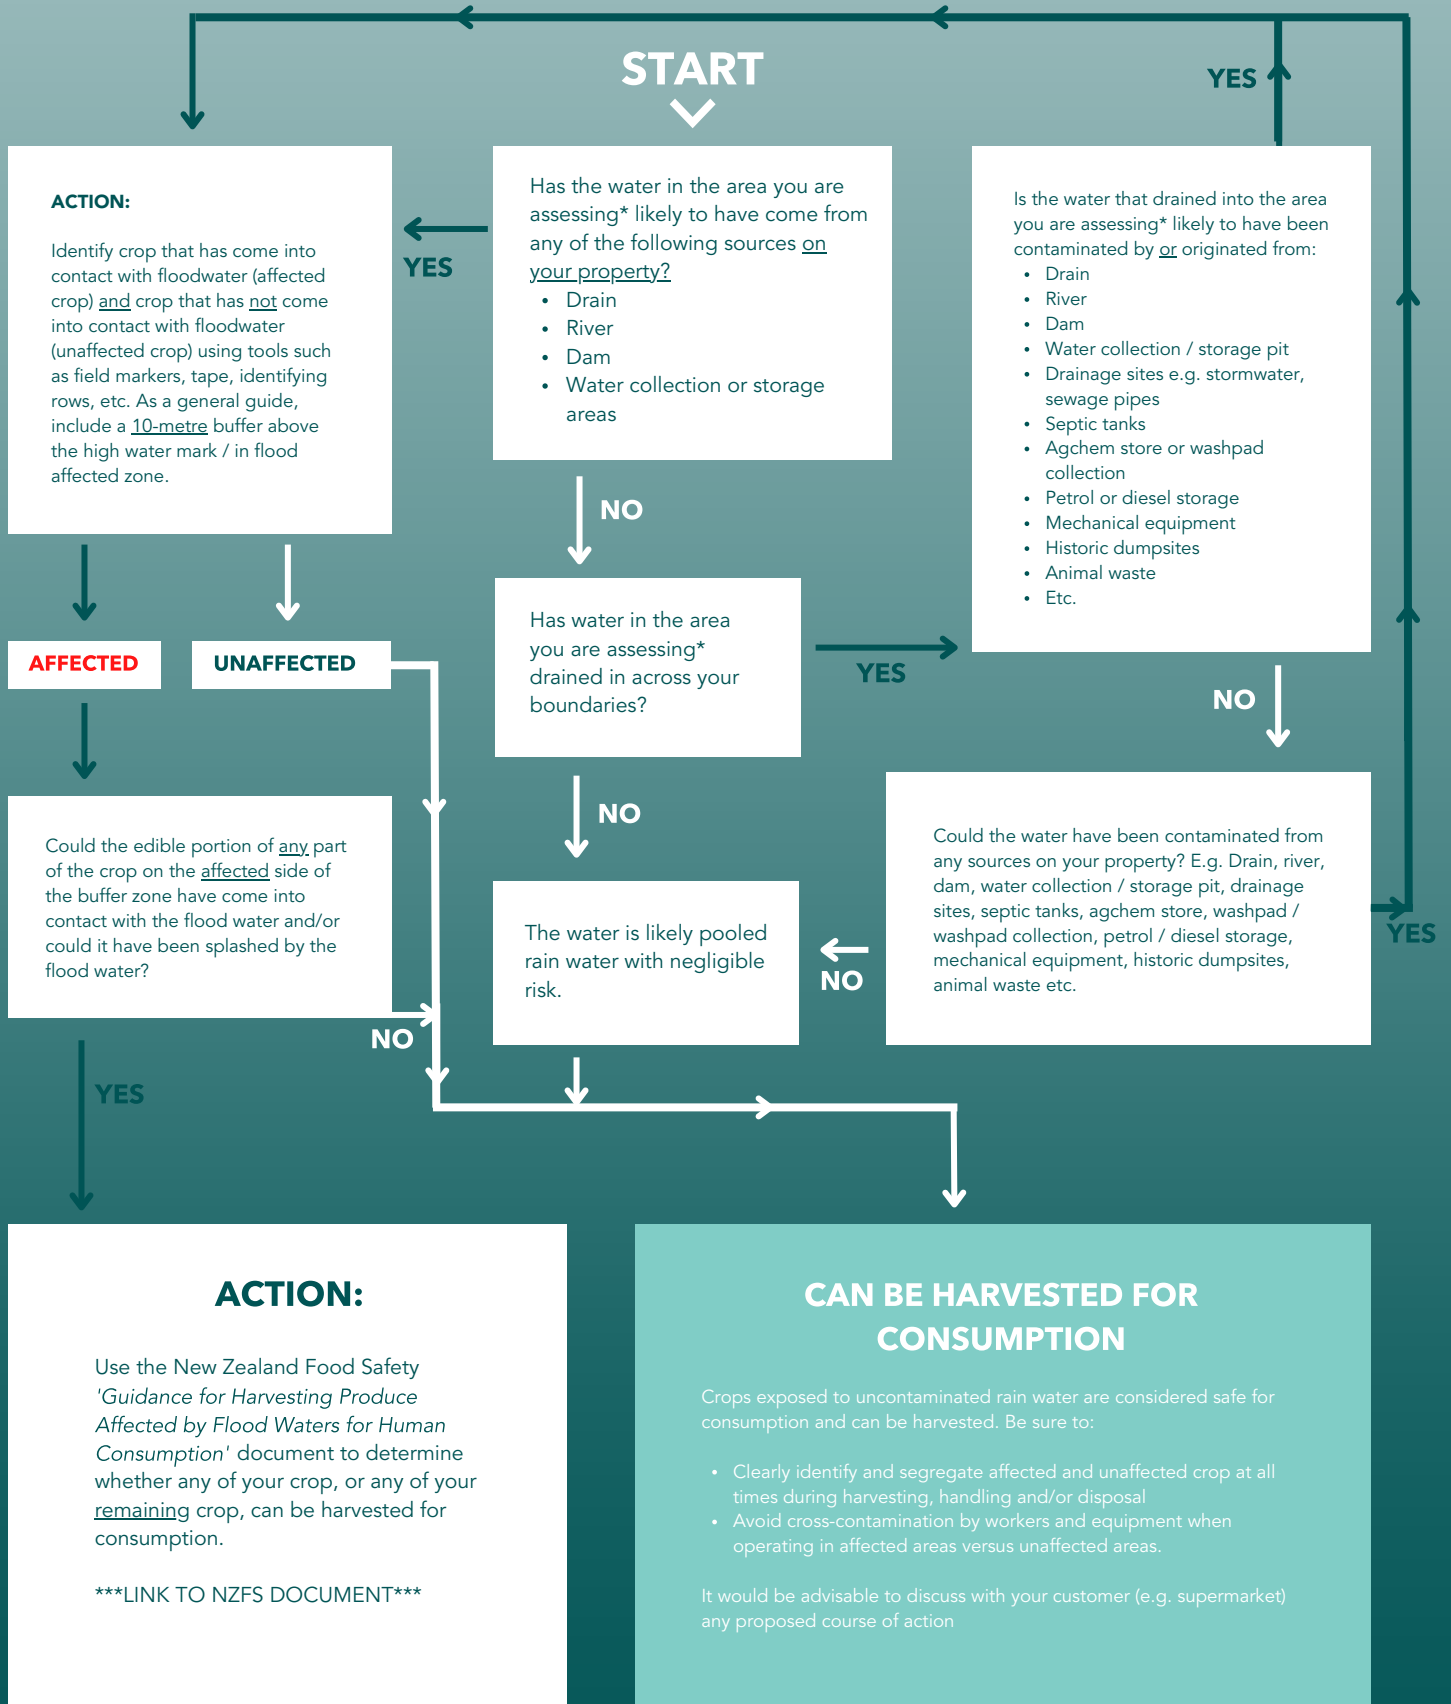 START
YES
ACTION:
Identify crop that has come into
contact with floodwater (affected
crop) and crop that has not come
into contact with floodwater
(unaffected crop) using tools such
as field markers, tape, identifying
rows, etc. As a general guide,
include a 10-metre buffer above
the high water mark / in flood
affected zone.
YES
Has the water in the area you are
assessing* likely to have come from
any of the following sources on
your property?
• Drain
• River
• Dam
• Water collection or storage
areas
Is the water that drained into the area
you are assessing* likely to have been
contaminated by or originated from:
• Drain
• River
• Dam
• Water collection / storage pit
• Drainage sites e.g. stormwater,
sewage pipes
• Septic tanks
• Agchem store or washpad
collection
• Petrol or diesel storage
• Mechanical equipment
• Historic dumpsites
• Animal waste
• Etc.
NO
Has water in the area
you are assessing*
drained in across your
boundaries?
YES
AFFECTED
UNAFFECTED
NO
NO
Could the edible portion of any part
of the crop on the affected side of
the buffer zone have come into
contact with the flood water and/or
could it have been splashed by the
flood water?
The water is likely pooled
rain water with negligible
risk.
NO
Could the water have been contaminated from
any sources on your property? E.g. Drain, river,
dam, water collection / storage pit, drainage
sites, septic tanks, agchem store, washpad /
washpad collection, petrol / diesel storage,
mechanical equipment, historic dumpsites,
animal waste etc.
YES
NO
YES
ACTION:
Use the New Zealand Food Safety
'Guidance for Harvesting Produce
Affected by Flood Waters for Human
Consumption' document to determine
whether any of your crop, or any of your
remaining crop, can be harvested for
consumption.
***LINK TO NZFS DOCUMENT***
CAN BE HARVESTED FOR
CONSUMPTION
Crops exposed to uncontaminated rain water are considered safe for
consumption and can be harvested. Be sure to:
• Clearly identify and segregate affected and unaffected crop at all
times during harvesting, handling and/or disposal
• Avoid cross-contamination by workers and equipment when
operating in affected areas versus unaffected areas.
It would be advisable to discuss with your customer (e.g. supermarket)
any proposed course of action